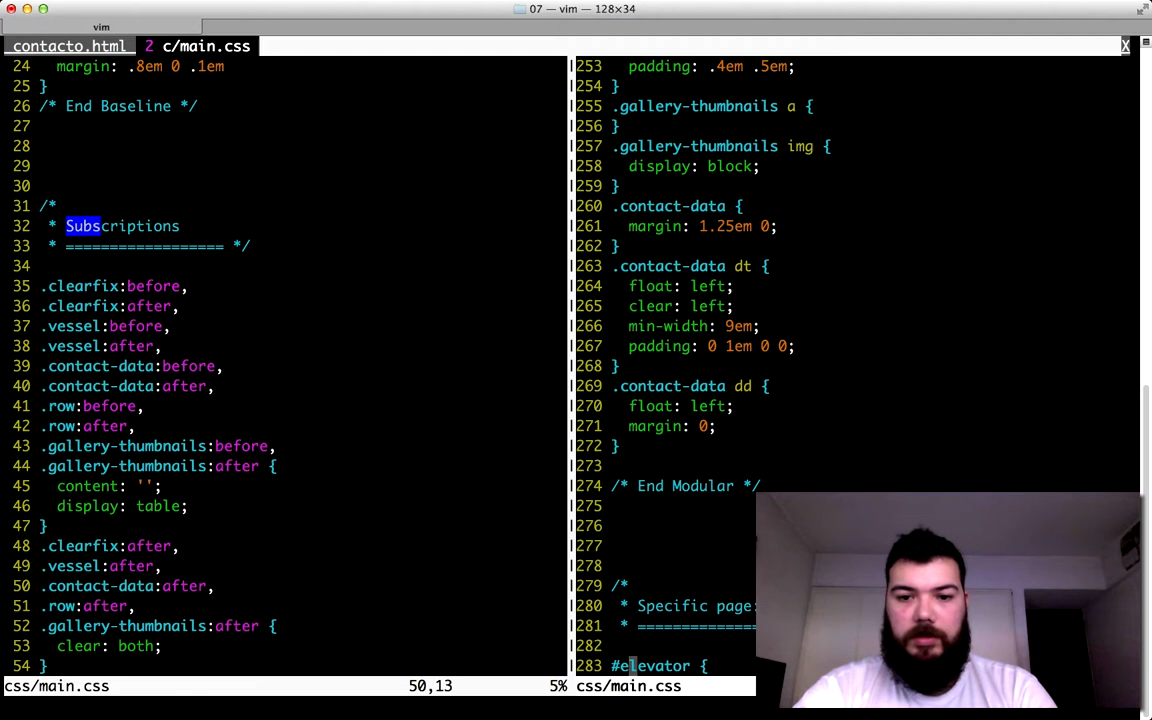 07 — vim — 128×34
vim
contacto.html 2 c/main.css X
24 margin: .8em 0 .1em
25 }
26 /* End Baseline */
27
28
29
30
31 /*
32 * Subscriptions
33 * ================== */
34
35 .clearfix:before,
36 .clearfix:after,
37 .vessel:before,
38 .vessel:after,
39 .contact-data:before,
40 .contact-data:after,
41 .row:before,
42 .row:after,
43 .gallery-thumbnails:before,
44 .gallery-thumbnails:after {
45 content: '';
46 display: table;
47 }
48 .clearfix:after,
49 .vessel:after,
50 .contact-data:after,
51 .row:after,
52 .gallery-thumbnails:after {
53 clear: both;
54 }
css/main.css 50,13 5%
253 padding: .4em .5em;
254 }
255 .gallery-thumbnails a {
256 }
257 .gallery-thumbnails img {
258 display: block;
259 }
260 .contact-data {
261 margin: 1.25em 0;
262 }
263 .contact-data dt {
264 float: left;
265 clear: left;
266 min-width: 9em;
267 padding: 0 1em 0 0;
268 }
269 .contact-data dd {
270 float: left;
271 margin: 0;
272 }
273
274 /* End Modular */
275
276
277
278
279 /*
280 * Specific page
281 * ==============
282
283 #elevator {
css/main.css